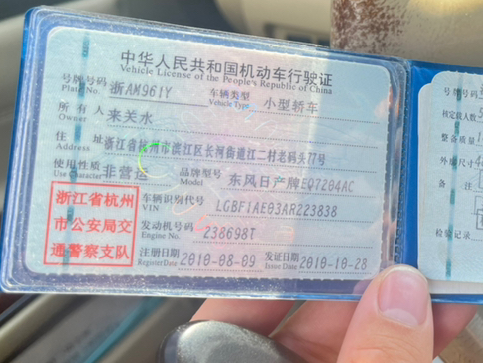 中华人民共和国机动车行驶证
Vehicle License of the People's Republic of China
号牌号码 浙AM961Y 车辆类型 小型轿车
Plate No. Vehicle Type
所有人 来关水
Owner
住址 浙江省杭州市滨江区长河街道江二村老码头77号
Address
使用性质 非营运 品牌型号 东风日产牌EQ7204AC
Use Character Model
浙江省杭州市公安局交通警察支队
车辆识别代号 LGBF1AE03AR223838
VIN
发动机号码 238698T
Engine No.
注册日期 2010-08-09 发证日期 2010-10-28
Register Date Issue Date
号牌号
核定载人数
整备质量
外廓尺寸
备注
检验记录